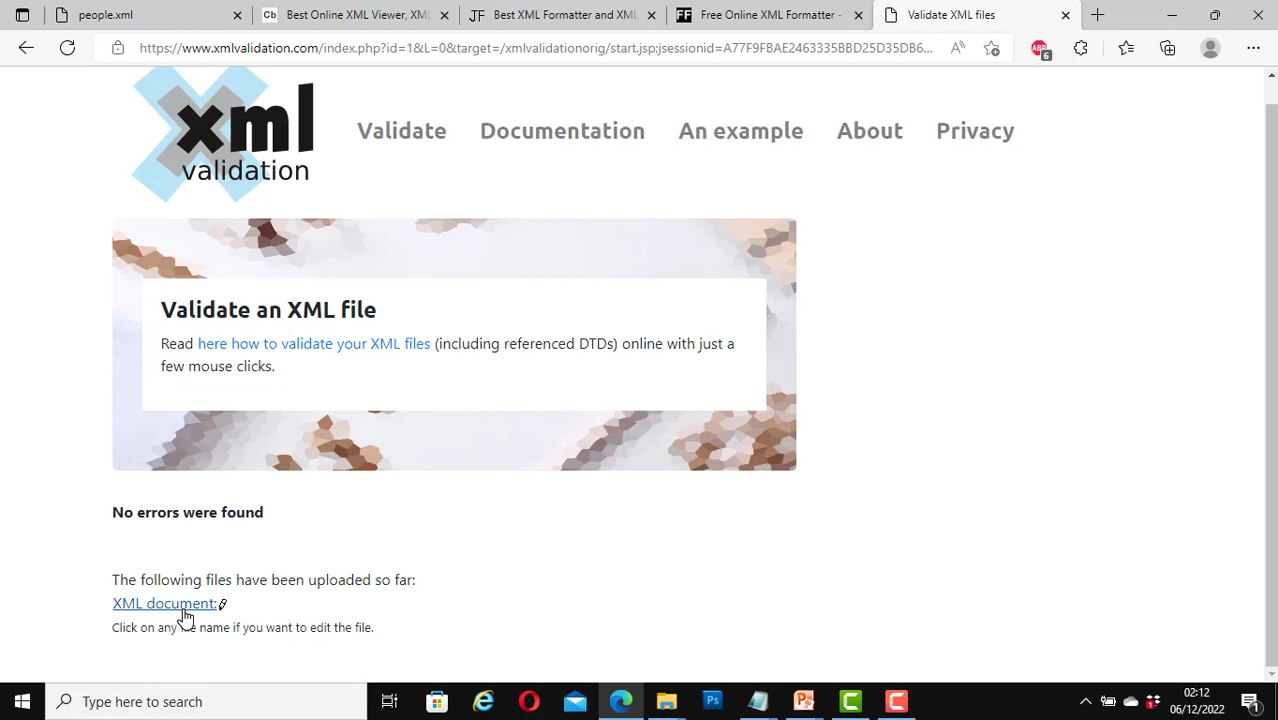 people.xml
Best Online XML Viewer, XM
Best XML Formatter and XML
Free Online XML Formatter -
Validate XML files
https://www.xmlvalidation.com/index.php?id=1&L=0&target=/xmlvalidationorig/start.jsp;jsessionid=A77F9FBAE2463335BBD25D35DB6...
xml
validation
Validate
Documentation
An example
About
Privacy
Validate an XML file
Read here how to validate your XML files (including referenced DTDs) online with just a
few mouse clicks.
No errors were found
The following files have been uploaded so far:
XML document:
Click on any name if you want to edit the file.
Type here to search
02:12
06/12/2022